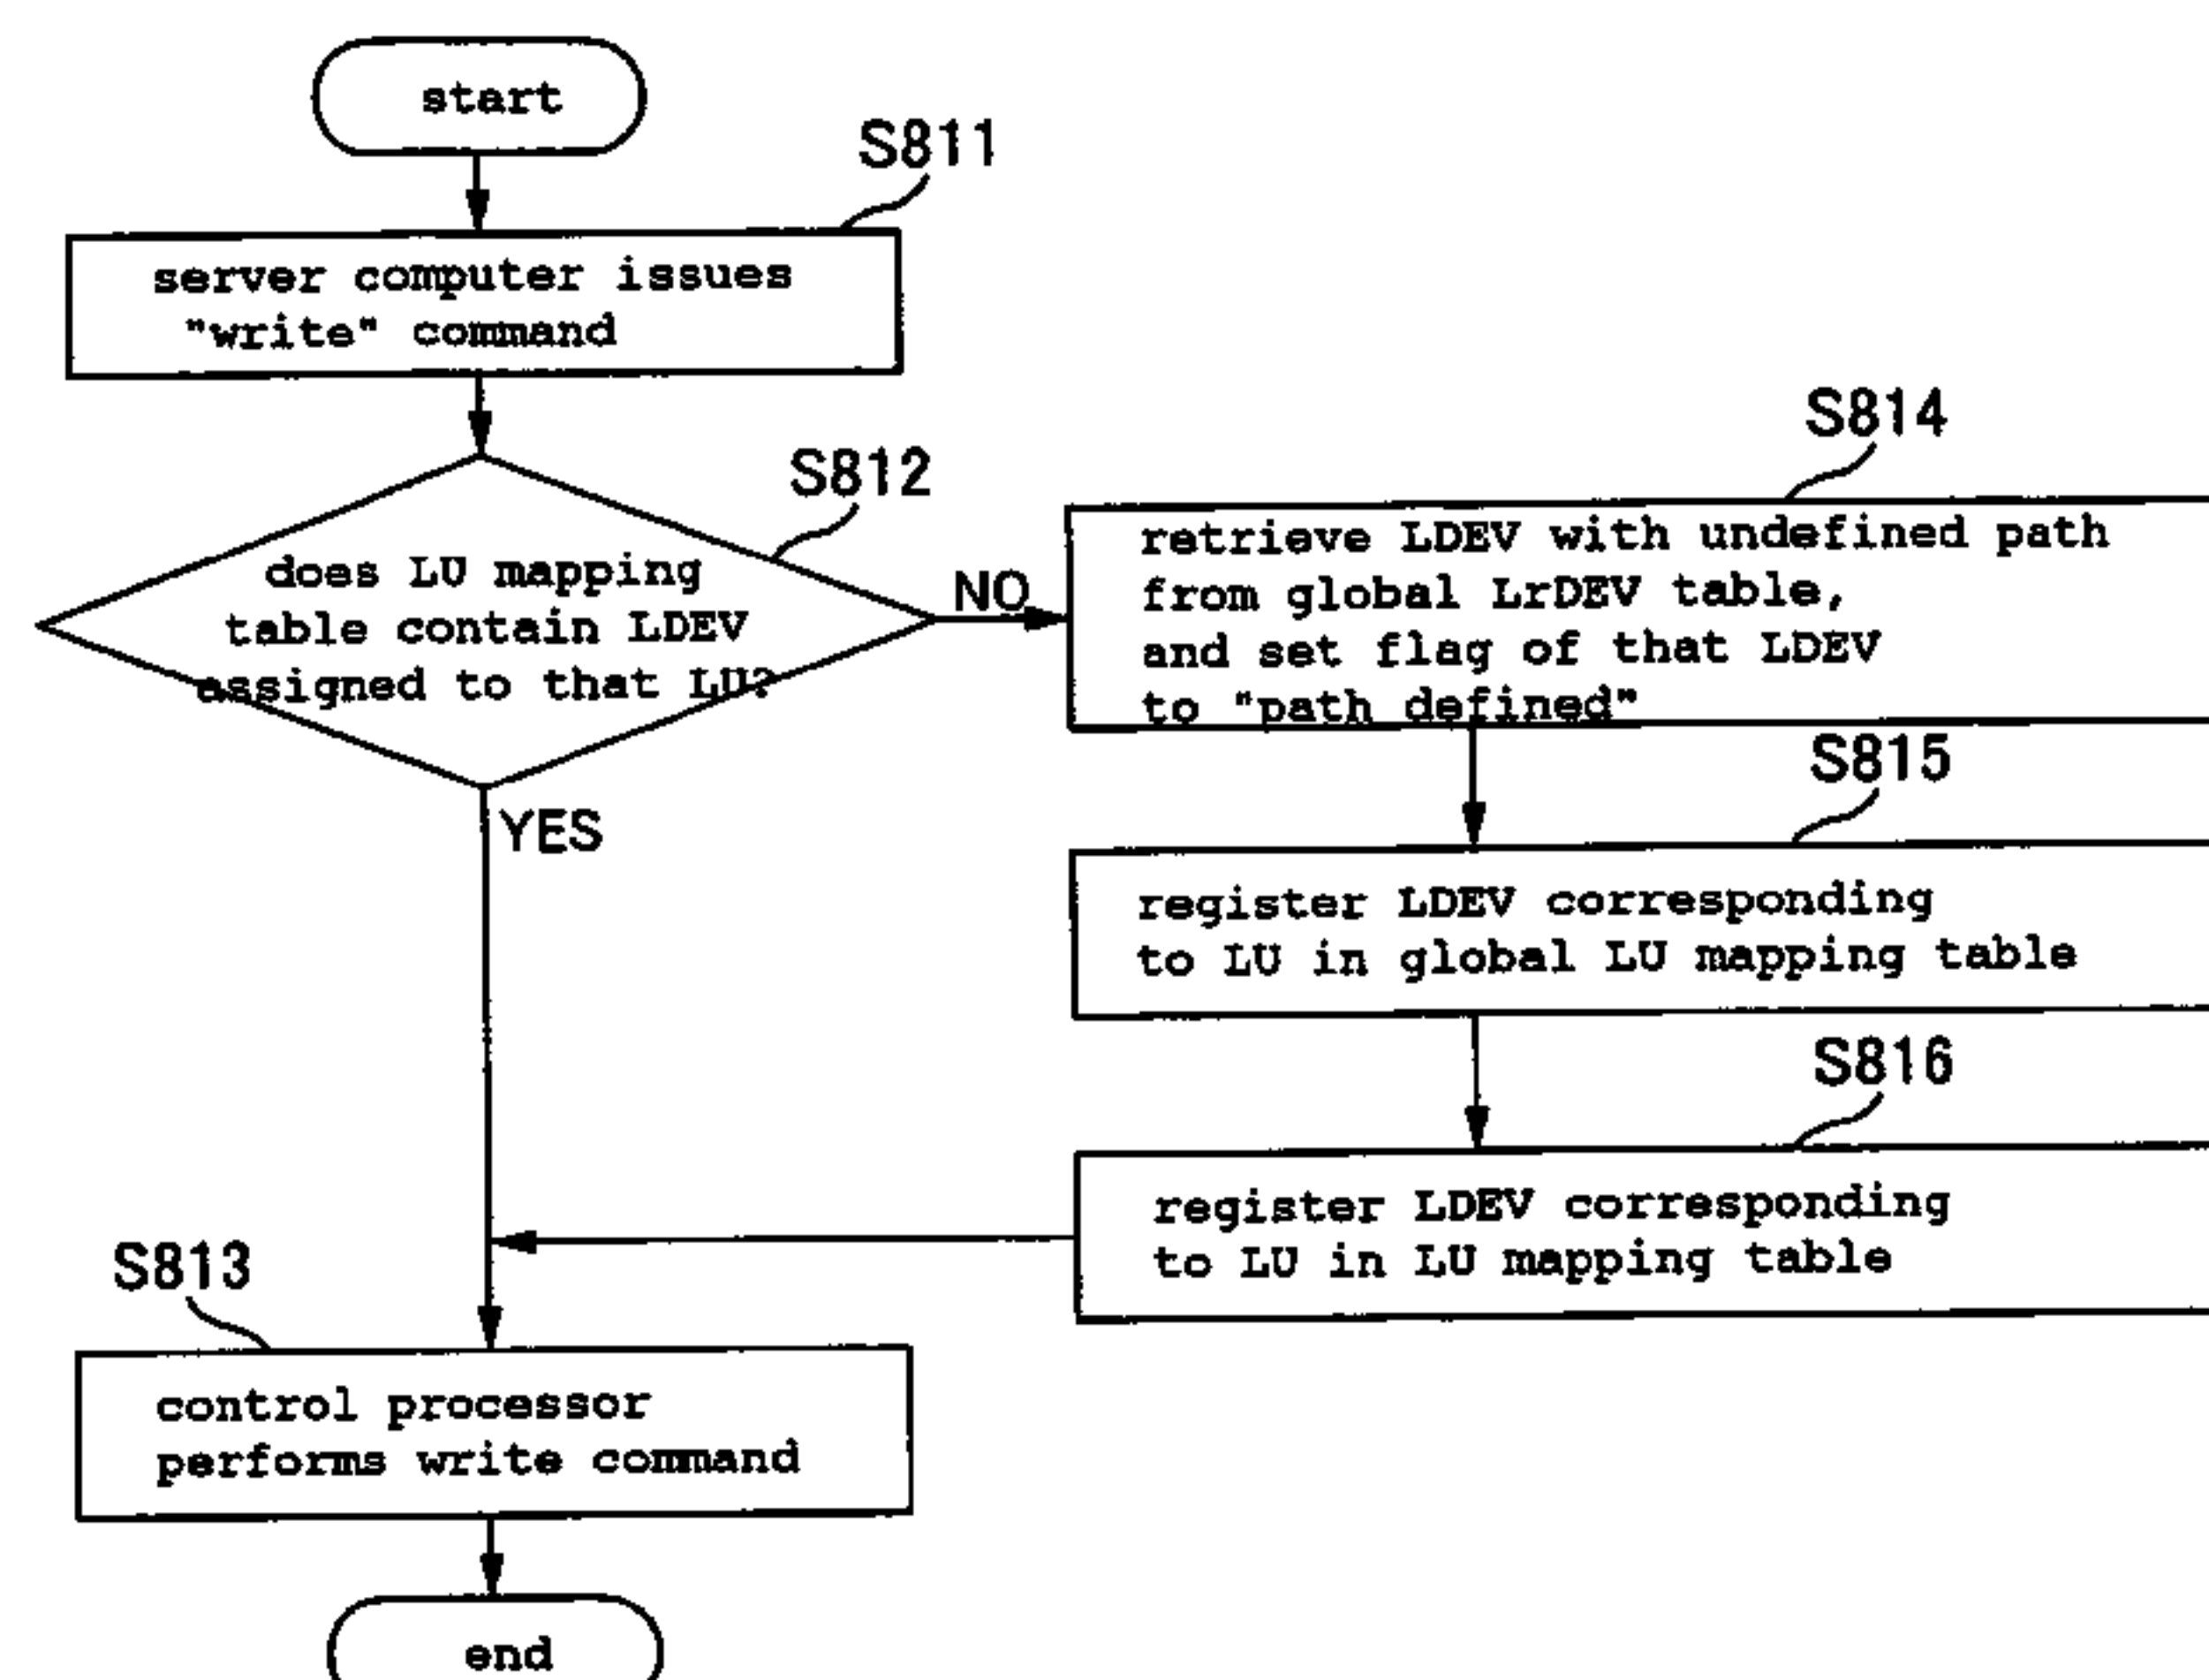 start
S811
server computer issues
"write" command
S812
does LU mapping
table contain LDEV
assigned to that LU?
NO
YES
S814
retrieve LDEV with undefined path
from global LrDEV table,
and set flag of that LDEV
to "path defined"
S815
register LDEV corresponding
to LU in global LU mapping table
S816
register LDEV corresponding
to LU in LU mapping table
S813
control processor
performs write command
end